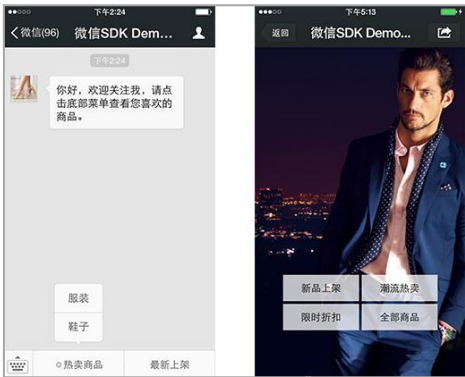 下午2:24
微信(96) 微信SDK Dem...
下午2:24
你好，欢迎关注我，请点
击底部菜单查看您喜欢的
商品。
服装
鞋子
热卖商品 最新上架
下午5:13
返回 微信SDK Demo...
新品上架 潮流热卖
限时折扣 全部商品